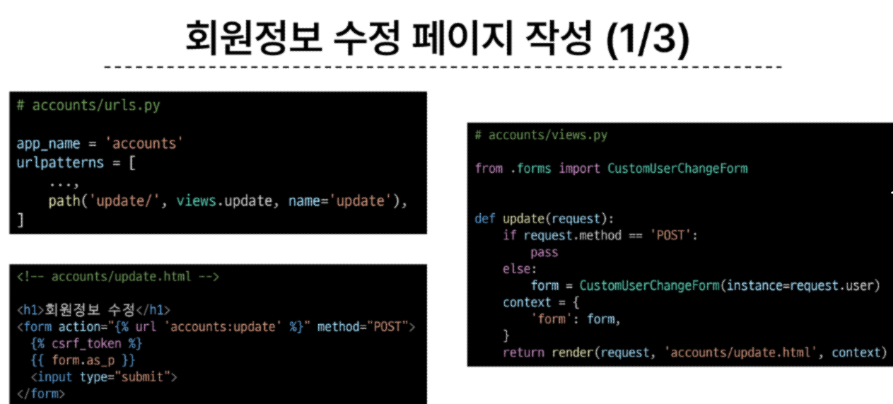 회원정보 수정 페이지 작성 (1/3)
# accounts/urls.py
app_name = 'accounts'
urlpatterns = [
    ...,
    path('update/', views.update, name='update'),
]
<!-- accounts/update.html -->
<h1>회원정보 수정</h1>
<form action="{% url 'accounts:update' %}" method="POST">
  {% csrf_token %}
  {{ form.as_p }}
  <input type="submit">
</form>
# accounts/views.py
from .forms import CustomUserChangeForm
def update(request):
    if request.method == 'POST':
        pass
    else:
        form = CustomUserChangeForm(instance=request.user)
    context = {
        'form': form,
    }
    return render(request, 'accounts/update.html', context)